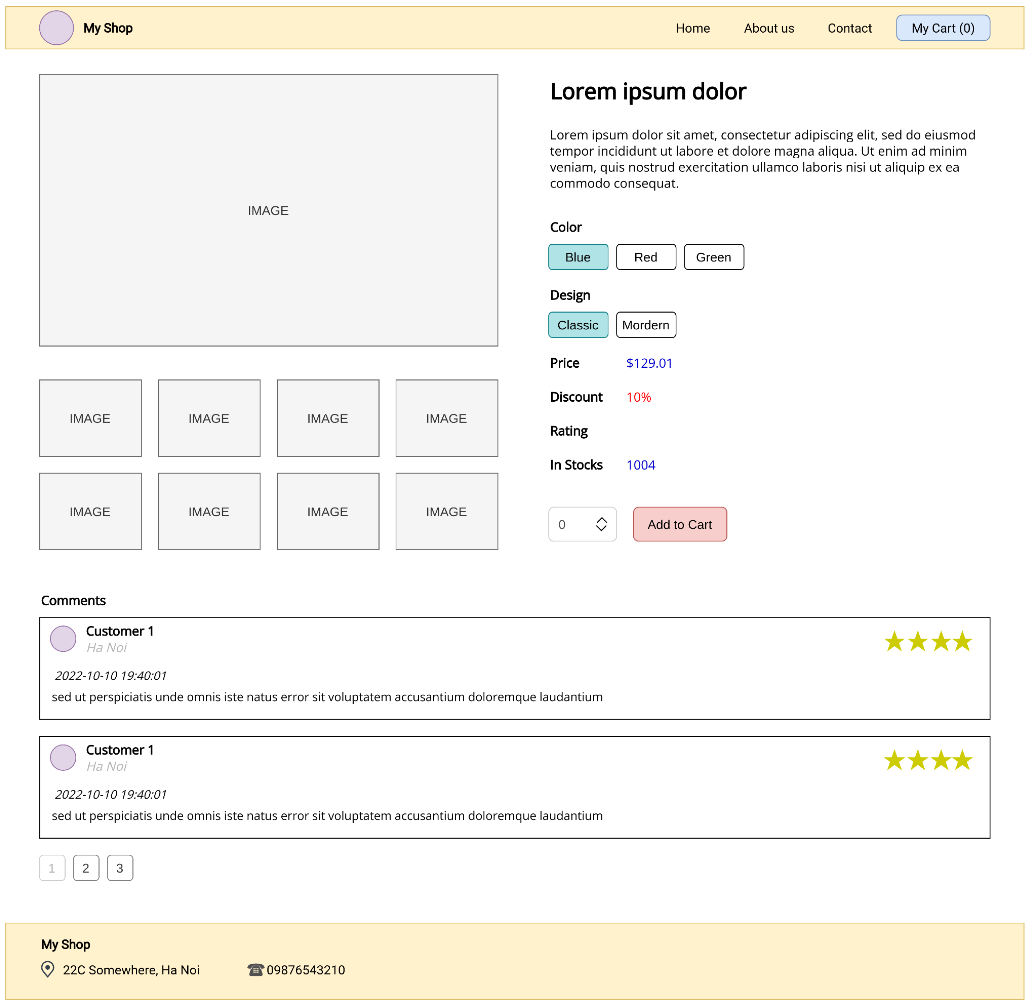 My Shop
Home
About us
Contact
My Cart (0)
IMAGE
IMAGE
IMAGE
IMAGE
IMAGE
IMAGE
IMAGE
IMAGE
IMAGE
Lorem ipsum dolor
Lorem ipsum dolor sit amet, consectetur adipiscing elit, sed do eiusmod
tempor incididunt ut labore et dolore magna aliqua. Ut enim ad minim
veniam, quis nostrud exercitation ullamco laboris nisi ut aliquip ex ea
commodo consequat.
Color
Blue
Red
Green
Design
Classic
Mordern
Price $129.01
Discount 10%
Rating
In Stocks 1004
0
Add to Cart
Comments
Customer 1
Ha Noi
2022-10-10 19:40:01
sed ut perspiciatis unde omnis iste natus error sit voluptatem accusantium doloremque laudantium
Customer 1
Ha Noi
2022-10-10 19:40:01
sed ut perspiciatis unde omnis iste natus error sit voluptatem accusantium doloremque laudantium
1 2 3
My Shop
22C Somewhere, Ha Noi
09876543210